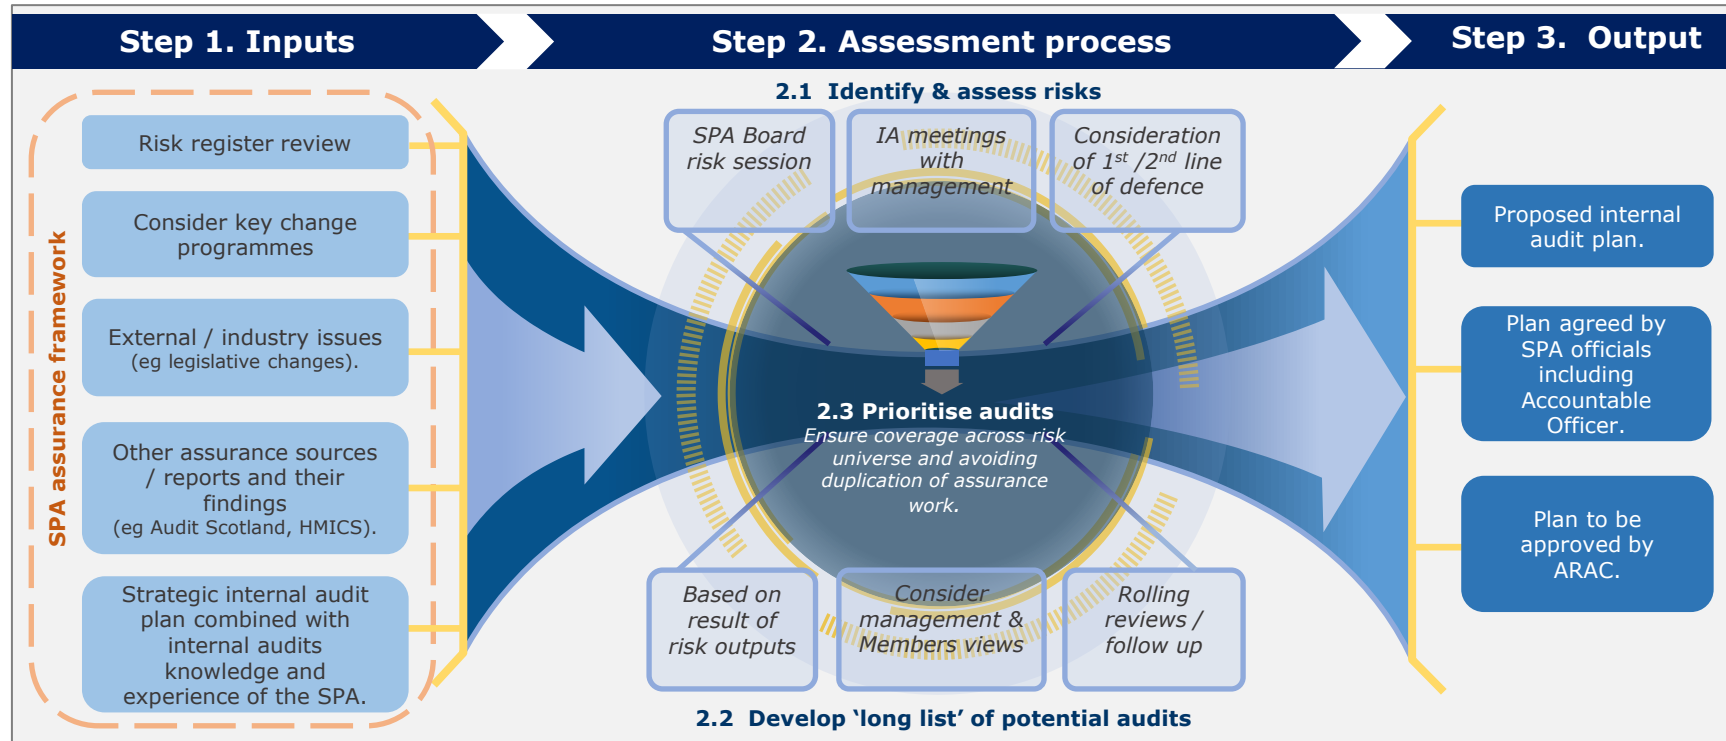 Step 1. Inputs
Step 2. Assessment process
Step 3.  Output
SPA assurance framework
Risk register review
Consider key change
programmes
External / industry issues
(eg legislative changes).
Other assurance sources
/ reports and their
findings
(eg Audit Scotland, HMICS).
Strategic internal audit
plan combined with
internal audits
knowledge and
experience of the SPA.
2.1  Identify & assess risks
SPA Board
risk session
IA meetings
with
management
Consideration
of 1st /2nd line
of defence
2.3 Prioritise audits
Ensure coverage across risk
universe and avoiding
duplication of assurance
work.
Based on
result of
risk outputs
Consider
management &
Members views
Rolling
reviews /
follow up
2.2  Develop ‘long list’ of potential audits
Proposed internal
audit plan.
Plan agreed by
SPA officials
including
Accountable
Officer.
Plan to be
approved by
ARAC.